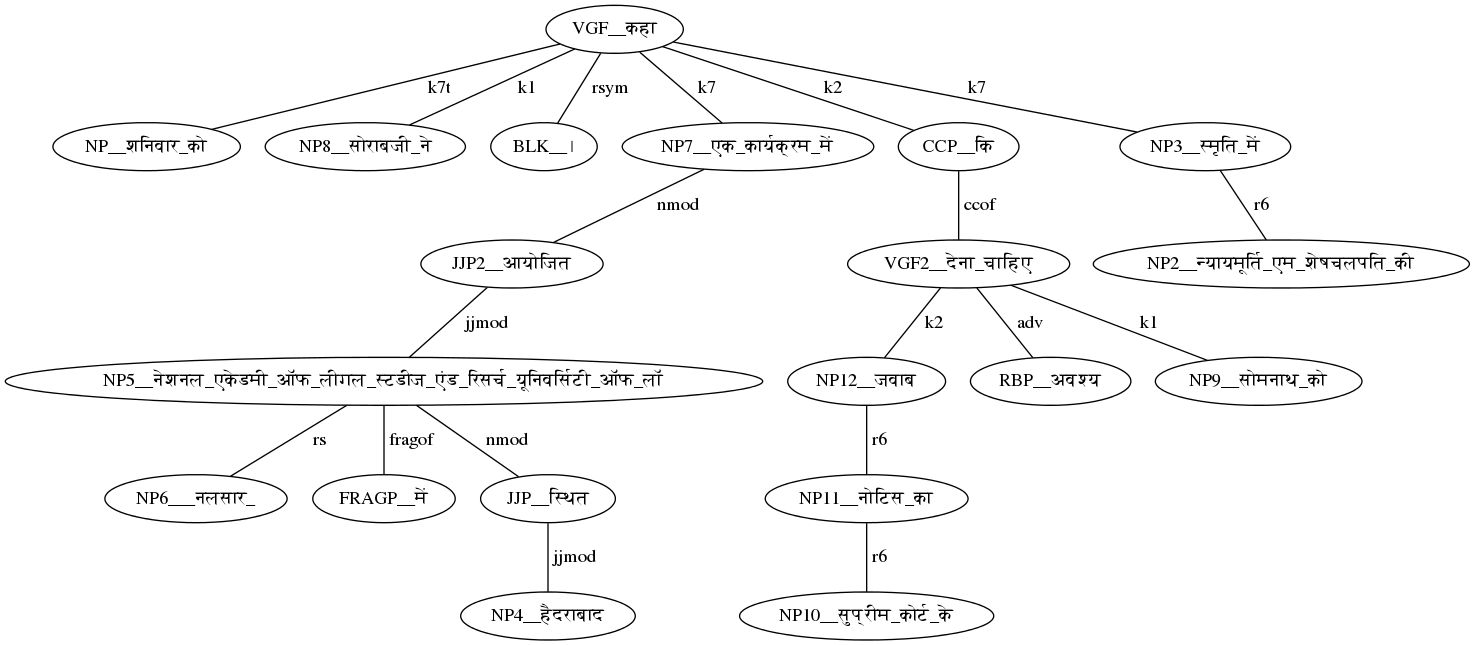 VGF__कहा
k7t k1 rsym k7 k2 k7
NP__शनिवार_को NP8__सोराबजी_ने BLK__। NP7__एक_कार्यक्रम_में CCP__कि NP3__स्मृति_में
nmod ccof r6
JJP2__आयोजित VGF2__देना_चाहिए NP2__न्यायमूर्ति_एम_शेषचलपति_की
jjmod k2 adv k1
NP5__नेशनल_एकेडमी_ऑफ_लीगल_स्टडीज_एंड_रिसर्च_यूनिवर्सिटी_ऑफ_लॉ NP12__जवाब RBP__अवश्य NP9__सोमनाथ_को
rs fragof nmod r6
NP6___नलसार_ FRAGP__में JJP__स्थित NP11__नोटिस_का
jjmod r6
NP4__हैदराबाद NP10__सुप्रीम_कोर्ट_के